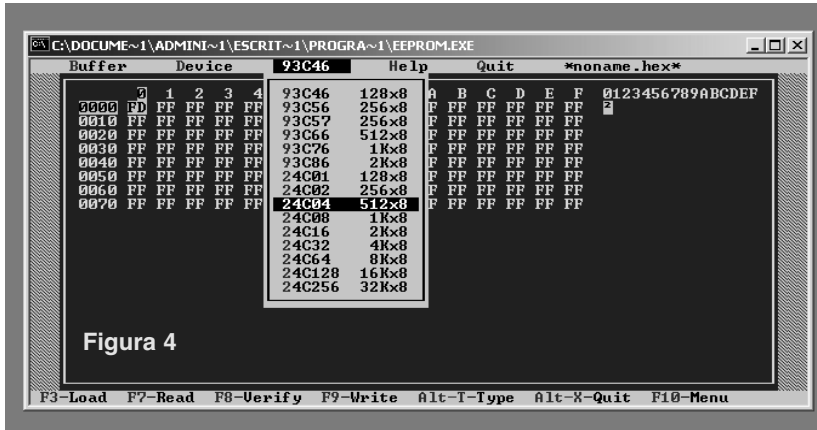 C:\DOCUME~1\ADMINI~1\ESCRIT~1\PROGRA~1\EEPROM.EXE
Buffer Device 93C46 Help Quit *noname.hex*
0 1 2 3 4 A B C D E F 0123456789ABCDEF
0000 FD FF FF FF FF F FF FF FF FF FF ²
0010 FF FF FF FF FF F FF FF FF FF FF
0020 FF FF FF FF FF F FF FF FF FF FF
0030 FF FF FF FF FF F FF FF FF FF FF
0040 FF FF FF FF FF F FF FF FF FF FF
0050 FF FF FF FF FF F FF FF FF FF FF
0060 FF FF FF FF FF F FF FF FF FF FF
0070 FF FF FF FF FF F FF FF FF FF FF
93C46 128x8
93C56 256x8
93C57 256x8
93C66 512x8
93C76 1Kx8
93C86 2Kx8
24C01 128x8
24C02 256x8
24C04 512x8
24C08 1Kx8
24C16 2Kx8
24C32 4Kx8
24C64 8Kx8
24C128 16Kx8
24C256 32Kx8
Figura 4
F3-Load F7-Read F8-Verify F9-Write Alt-T-Type Alt-X-Quit F10-Menu